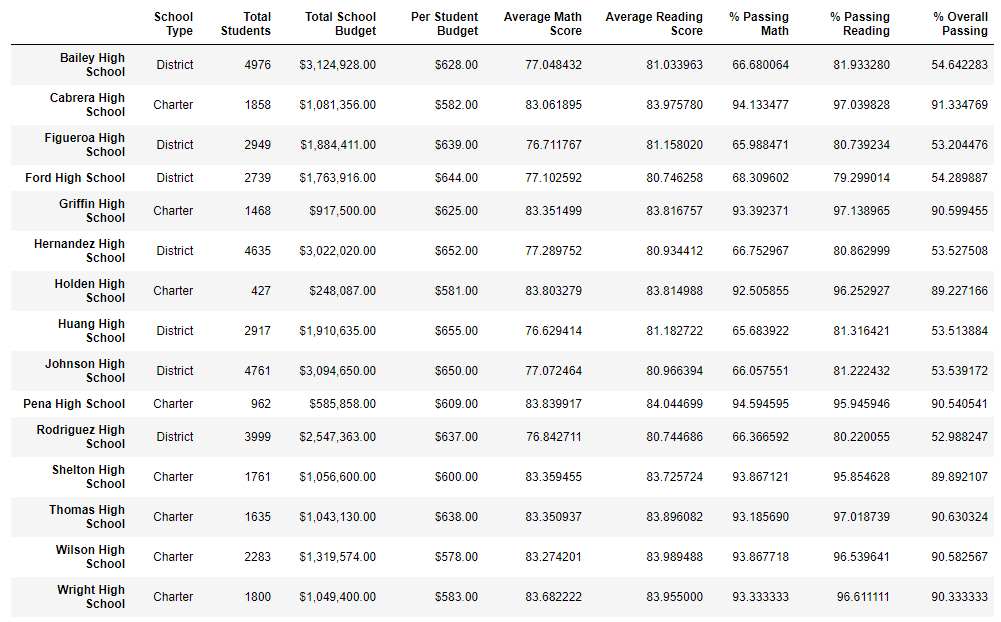 School Type Total Students Total School Budget Per Student Budget Average Math Score Average Reading Score % Passing Math % Passing Reading % Overall Passing
Bailey High School District 4976 $3,124,928.00 $628.00 77.048432 81.033963 66.680064 81.933280 54.642283
Cabrera High School Charter 1858 $1,081,356.00 $582.00 83.061895 83.975780 94.133477 97.039828 91.334769
Figueroa High School District 2949 $1,884,411.00 $639.00 76.711767 81.158020 65.988471 80.739234 53.204476
Ford High School District 2739 $1,763,916.00 $644.00 77.102592 80.746258 68.309602 79.299014 54.289887
Griffin High School Charter 1468 $917,500.00 $625.00 83.351499 83.816757 93.392371 97.138965 90.599455
Hernandez High School District 4635 $3,022,020.00 $652.00 77.289752 80.934412 66.752967 80.862999 53.527508
Holden High School Charter 427 $248,087.00 $581.00 83.803279 83.814988 92.505855 96.252927 89.227166
Huang High School District 2917 $1,910,635.00 $655.00 76.629414 81.182722 65.683922 81.316421 53.513884
Johnson High School District 4761 $3,094,650.00 $650.00 77.072464 80.966394 66.057551 81.222432 53.539172
Pena High School Charter 962 $585,858.00 $609.00 83.839917 84.044699 94.594595 95.945946 90.540541
Rodriguez High School District 3999 $2,547,363.00 $637.00 76.842711 80.744686 66.366592 80.220055 52.988247
Shelton High School Charter 1761 $1,056,600.00 $600.00 83.359455 83.725724 93.867121 95.854628 89.892107
Thomas High School Charter 1635 $1,043,130.00 $638.00 83.350937 83.896082 93.185690 97.018739 90.630324
Wilson High School Charter 2283 $1,319,574.00 $578.00 83.274201 83.989488 93.867718 96.539641 90.582567
Wright High School Charter 1800 $1,049,400.00 $583.00 83.682222 83.955000 93.333333 96.611111 90.333333